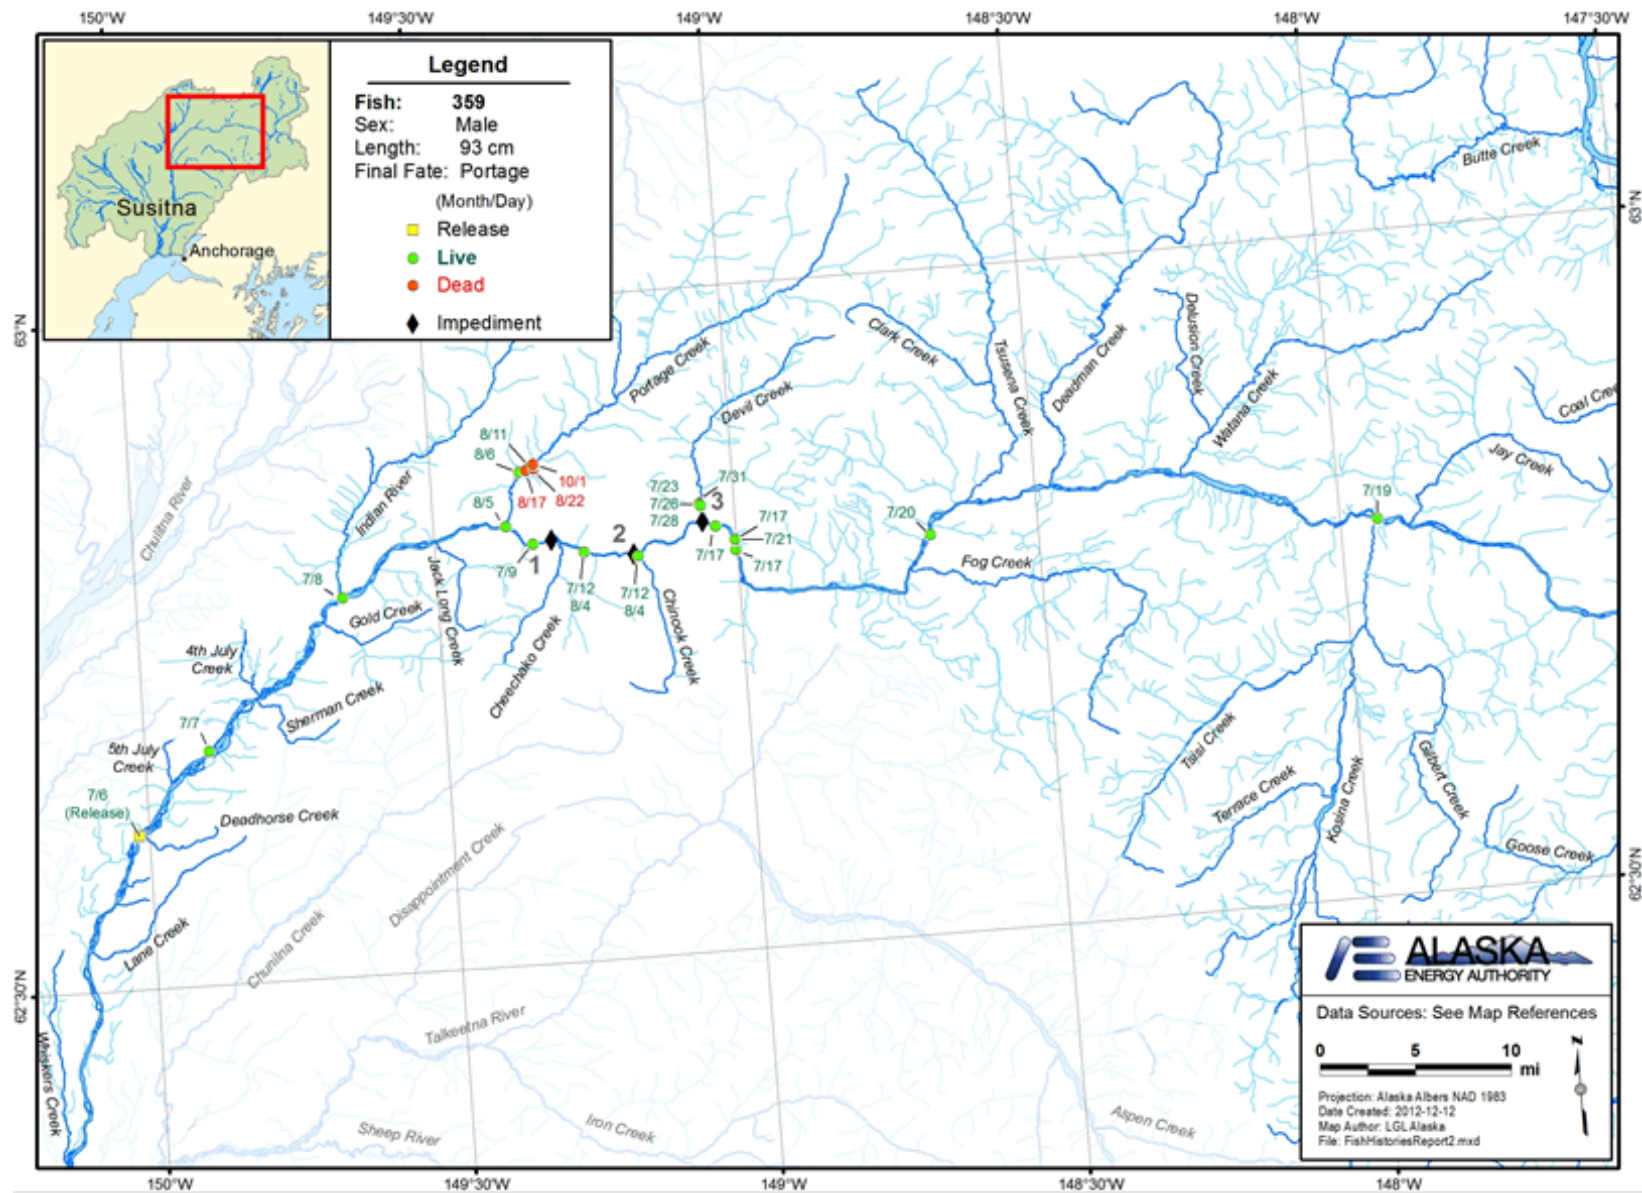 150°W
149°30'W
149°W
148°30'W
148°W
147°30'W
Legend
Fish: 359
Sex: Male
Length: 93 cm
Final Fate: Portage
(Month/Day)
Release
Live
Dead
Impediment
Susitna
Anchorage
63°N
63°N
Butte Creek
Clark Creek
Tsusena Creek
Deadman Creek
Delusion Creek
Watana Creek
Coal Cree
Jay Creek
Portage Creek
Devil Creek
Chulitna River
Indian River
8/11
8/6
10/1
8/17
8/22
8/5
7/9
1
2
3
7/23
7/26
7/28
7/31
7/17
7/21
7/17
7/17
7/20
7/19
Fog Creek
7/12
8/4
7/12
8/4
7/8
Gold Creek
Jack Long Creek
Cheechako Creek
Chinook Creek
4th July
Creek
Sherman Creek
7/7
5th July
Creek
7/6
(Release)
Deadhorse Creek
Lane Creek
Chunilna Creek
Disappointment Creek
Tsisi Creek
Terrace Creek
Kosina Creek
Gilbert Creek
Goose Creek
62°30'N
62°30'N
Whiskers Creek
Talkeetna River
Sheep River
Iron Creek
Aspen Creek
ALASKA
ENERGY AUTHORITY
Data Sources: See Map References
0 5 10
mi
N
Projection: Alaska Albers NAD 1983
Date Created: 2012-12-12
Map Author: LGL Alaska
File: FishHistoriesReport2.mxd
150°W
149°30'W
149°W
148°30'W
148°W